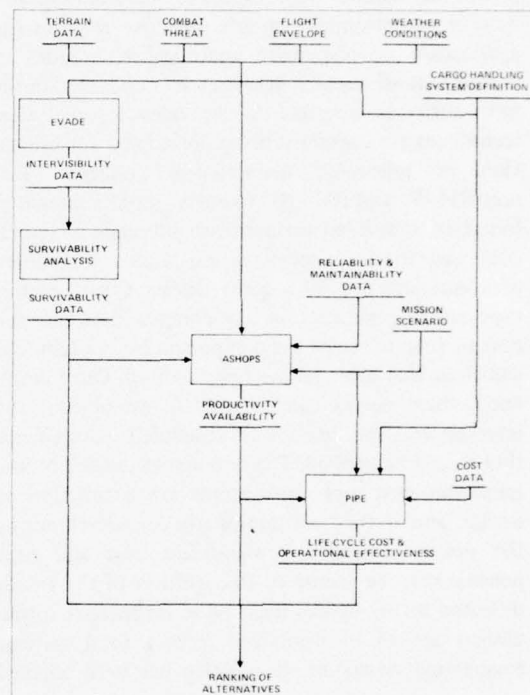 TERRAIN
DATA
COMBAT
THREAT
FLIGHT
ENVELOPE
WEATHER
CONDITIONS
CARGO HANDLING
SYSTEM DEFINITION
EVADE
INTERVISIBILITY
DATA
SURVIVABILITY
ANALYSIS
RELIABILITY &
MAINTAINABILITY
DATA
SURVIVABILITY
DATA
MISSION
SCENARIO
ASHOPS
PRODUCTIVITY
AVAILABILITY
COST
DATA
PIPE
LIFE CYCLE COST &
OPERATIONAL EFFECTIVENESS
RANKING OF
ALTERNATIVES